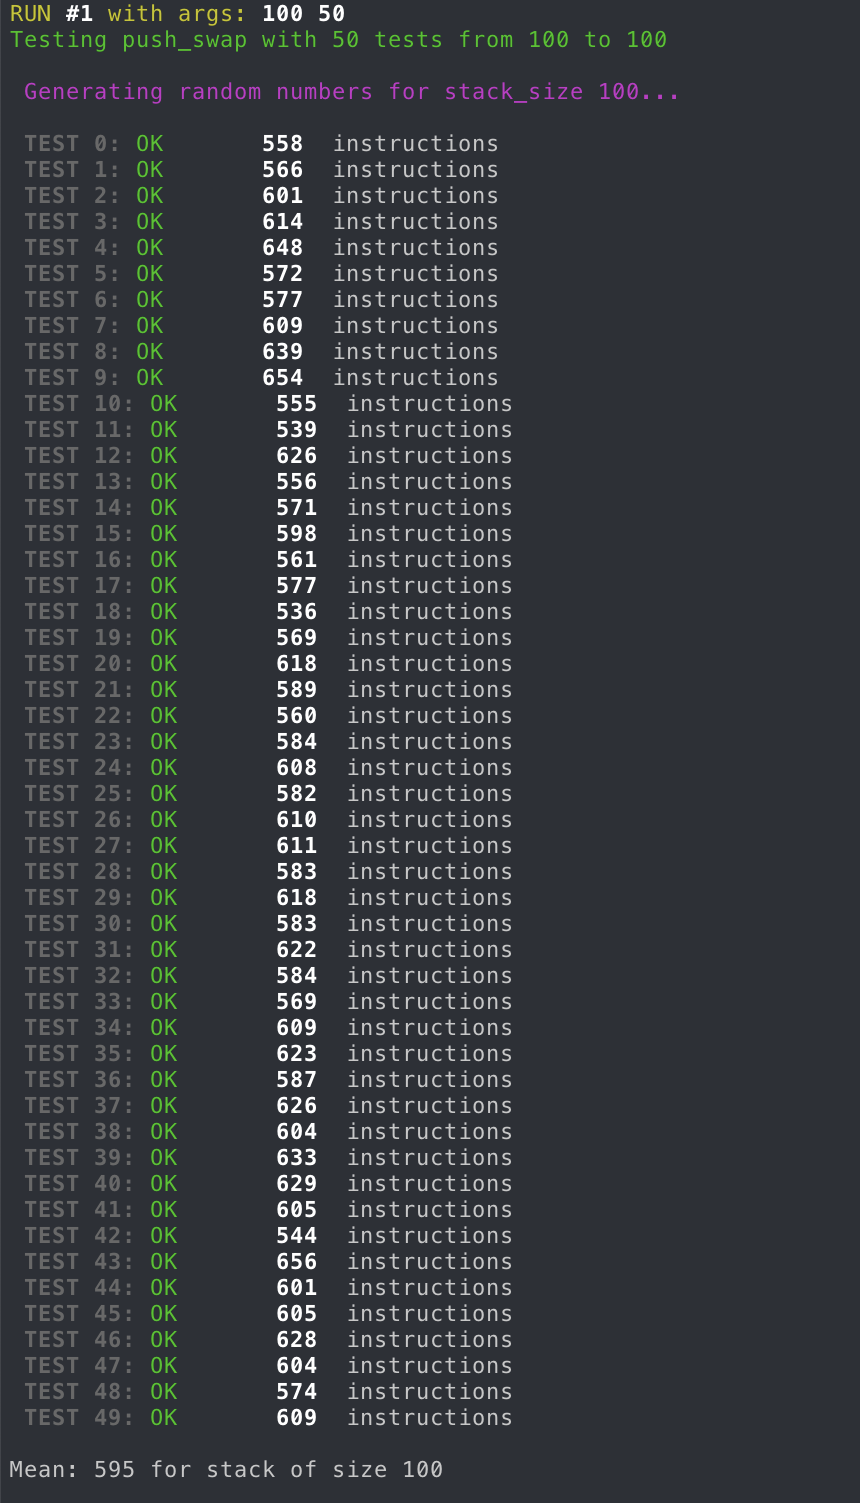 RUN #1 with args: 100 50
Testing push_swap with 50 tests from 100 to 100
Generating random numbers for stack_size 100...
TEST 0: OK 558 instructions
TEST 1: OK 566 instructions
TEST 2: OK 601 instructions
TEST 3: OK 614 instructions
TEST 4: OK 648 instructions
TEST 5: OK 572 instructions
TEST 6: OK 577 instructions
TEST 7: OK 609 instructions
TEST 8: OK 639 instructions
TEST 9: OK 654 instructions
TEST 10: OK 555 instructions
TEST 11: OK 539 instructions
TEST 12: OK 626 instructions
TEST 13: OK 556 instructions
TEST 14: OK 571 instructions
TEST 15: OK 598 instructions
TEST 16: OK 561 instructions
TEST 17: OK 577 instructions
TEST 18: OK 536 instructions
TEST 19: OK 569 instructions
TEST 20: OK 618 instructions
TEST 21: OK 589 instructions
TEST 22: OK 560 instructions
TEST 23: OK 584 instructions
TEST 24: OK 608 instructions
TEST 25: OK 582 instructions
TEST 26: OK 610 instructions
TEST 27: OK 611 instructions
TEST 28: OK 583 instructions
TEST 29: OK 618 instructions
TEST 30: OK 583 instructions
TEST 31: OK 622 instructions
TEST 32: OK 584 instructions
TEST 33: OK 569 instructions
TEST 34: OK 609 instructions
TEST 35: OK 623 instructions
TEST 36: OK 587 instructions
TEST 37: OK 626 instructions
TEST 38: OK 604 instructions
TEST 39: OK 633 instructions
TEST 40: OK 629 instructions
TEST 41: OK 605 instructions
TEST 42: OK 544 instructions
TEST 43: OK 656 instructions
TEST 44: OK 601 instructions
TEST 45: OK 605 instructions
TEST 46: OK 628 instructions
TEST 47: OK 604 instructions
TEST 48: OK 574 instructions
TEST 49: OK 609 instructions
Mean: 595 for stack of size 100